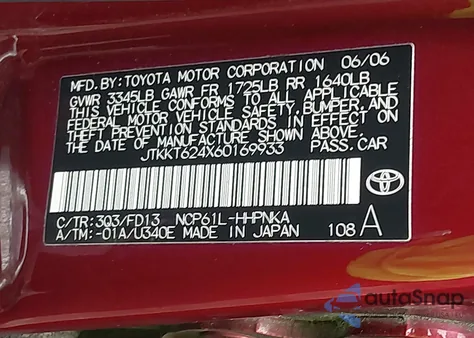 MFD. BY: TOYOTA MOTOR CORPORATION 06/06
GVWR 3345LB GAWR FR 1725LB RR 1640LB
THIS VEHICLE CONFORMS TO ALL APPLICABLE
FEDERAL MOTOR VEHICLE SAFETY, BUMPER, AND
THEFT PREVENTION STANDARDS IN EFFECT ON
THE DATE OF MANUFACTURE SHOWN ABOVE.
JTKKT624X60169933 PASS. CAR
C/TR: 3Q3/FD13 NCP61L-HHPNKA
A/TM: -01A/U340E MADE IN JAPAN 108 A
autoSnap